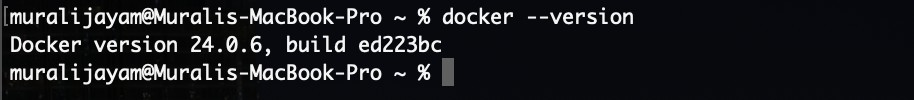 [muralijayam@Muralis-MacBook-Pro ~ % docker --version
Docker version 24.0.6, build ed223bc
muralijayam@Muralis-MacBook-Pro ~ %